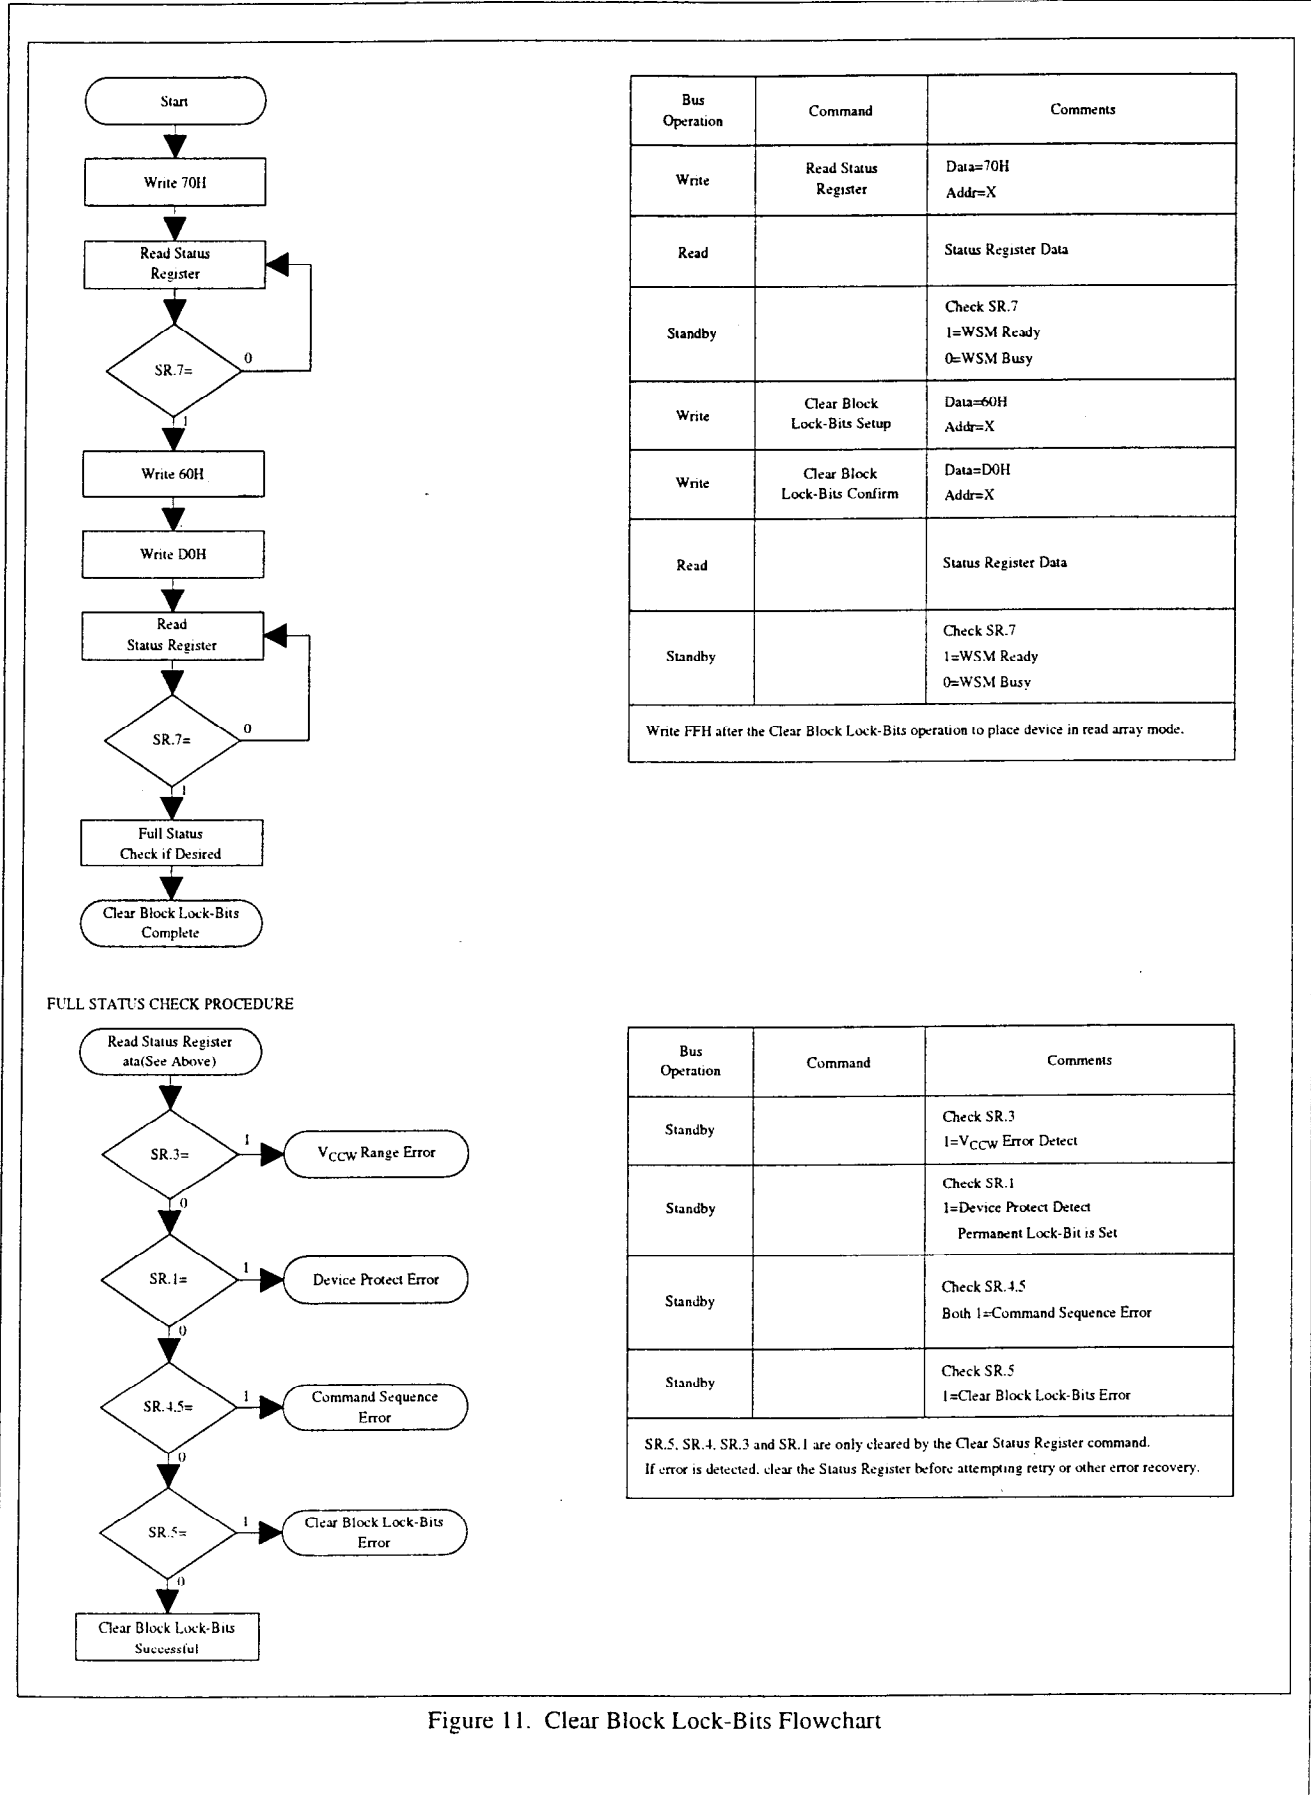 Start
Write 70H
Read Status
Register
SR.7=
0
1
Write 60H
Write D0H
Read
Status Register
SR.7=
0
1
Full Status
Check if Desired
Clear Block Lock-Bits
Complete
Bus
Operation
Command
Comments
Write
Read Status
Register
Data=70H
Addr=X
Read
Status Register Data
Standby
Check SR.7
1=WSM Ready
0=WSM Busy
Write
Clear Block
Lock-Bits Setup
Data=60H
Addr=X
Write
Clear Block
Lock-Bits Confirm
Data=D0H
Addr=X
Read
Status Register Data
Standby
Check SR.7
1=WSM Ready
0=WSM Busy
Write FFH after the Clear Block Lock-Bits operation to place device in read array mode.
FULL STATUS CHECK PROCEDURE
Read Status Register
ata(See Above)
SR.3=
1
VCCW Range Error
0
SR.1=
1
Device Protect Error
0
SR.4,5=
1
Command Sequence
Error
0
SR.5=
1
Clear Block Lock-Bits
Error
0
Clear Block Lock-Bits
Successful
Bus
Operation
Command
Comments
Standby
Check SR.3
1=VCCW Error Detect
Standby
Check SR.1
1=Device Protect Detect
Permanent Lock-Bit is Set
Standby
Check SR.4,5
Both 1=Command Sequence Error
Standby
Check SR.5
1=Clear Block Lock-Bits Error
SR.5, SR.4, SR.3 and SR.1 are only cleared by the Clear Status Register command.
If error is detected, clear the Status Register before attempting retry or other error recovery.
Figure 11. Clear Block Lock-Bits Flowchart